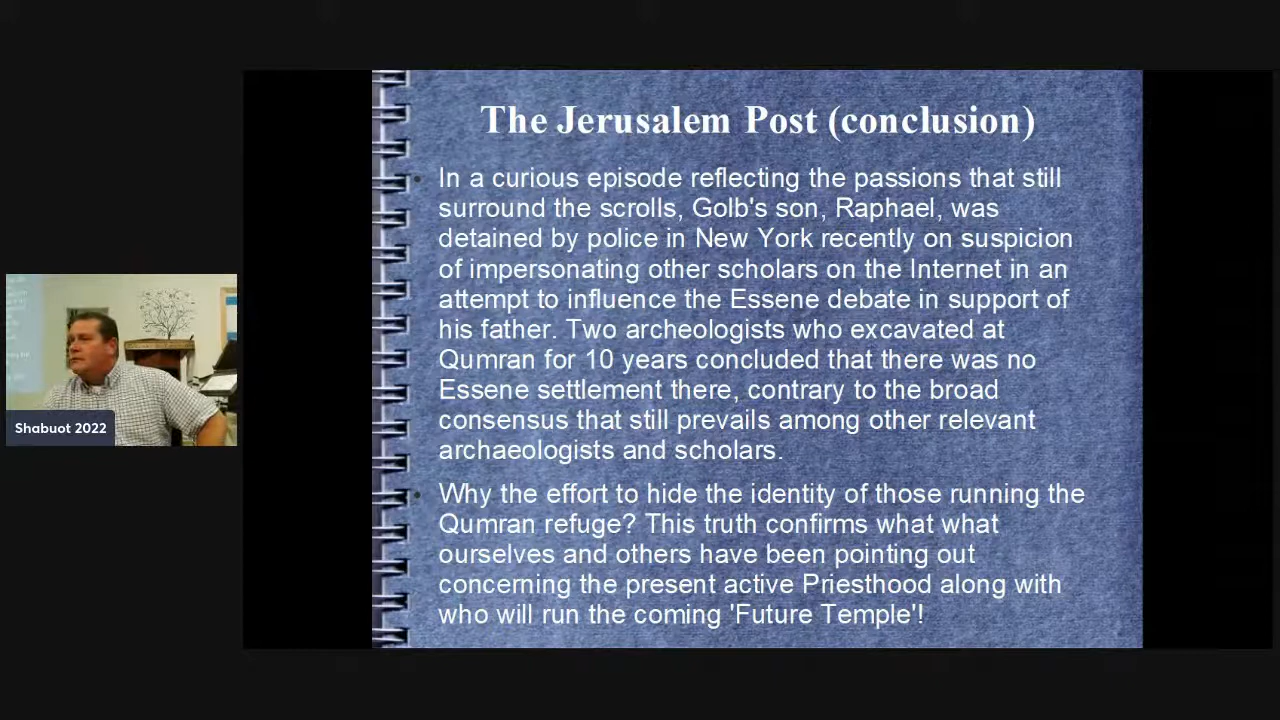 The Jerusalem Post (conclusion)
• In a curious episode reflecting the passions that still
surround the scrolls, Golb's son, Raphael, was
detained by police in New York recently on suspicion
of impersonating other scholars on the Internet in an
attempt to influence the Essene debate in support of
his father. Two archeologists who excavated at
Qumran for 10 years concluded that there was no
Essene settlement there, contrary to the broad
consensus that still prevails among other relevant
archaeologists and scholars.
• Why the effort to hide the identity of those running the
Qumran refuge? This truth confirms what what
ourselves and others have been pointing out
concerning the present active Priesthood along with
who will run the coming 'Future Temple'!
Shabuot 2022